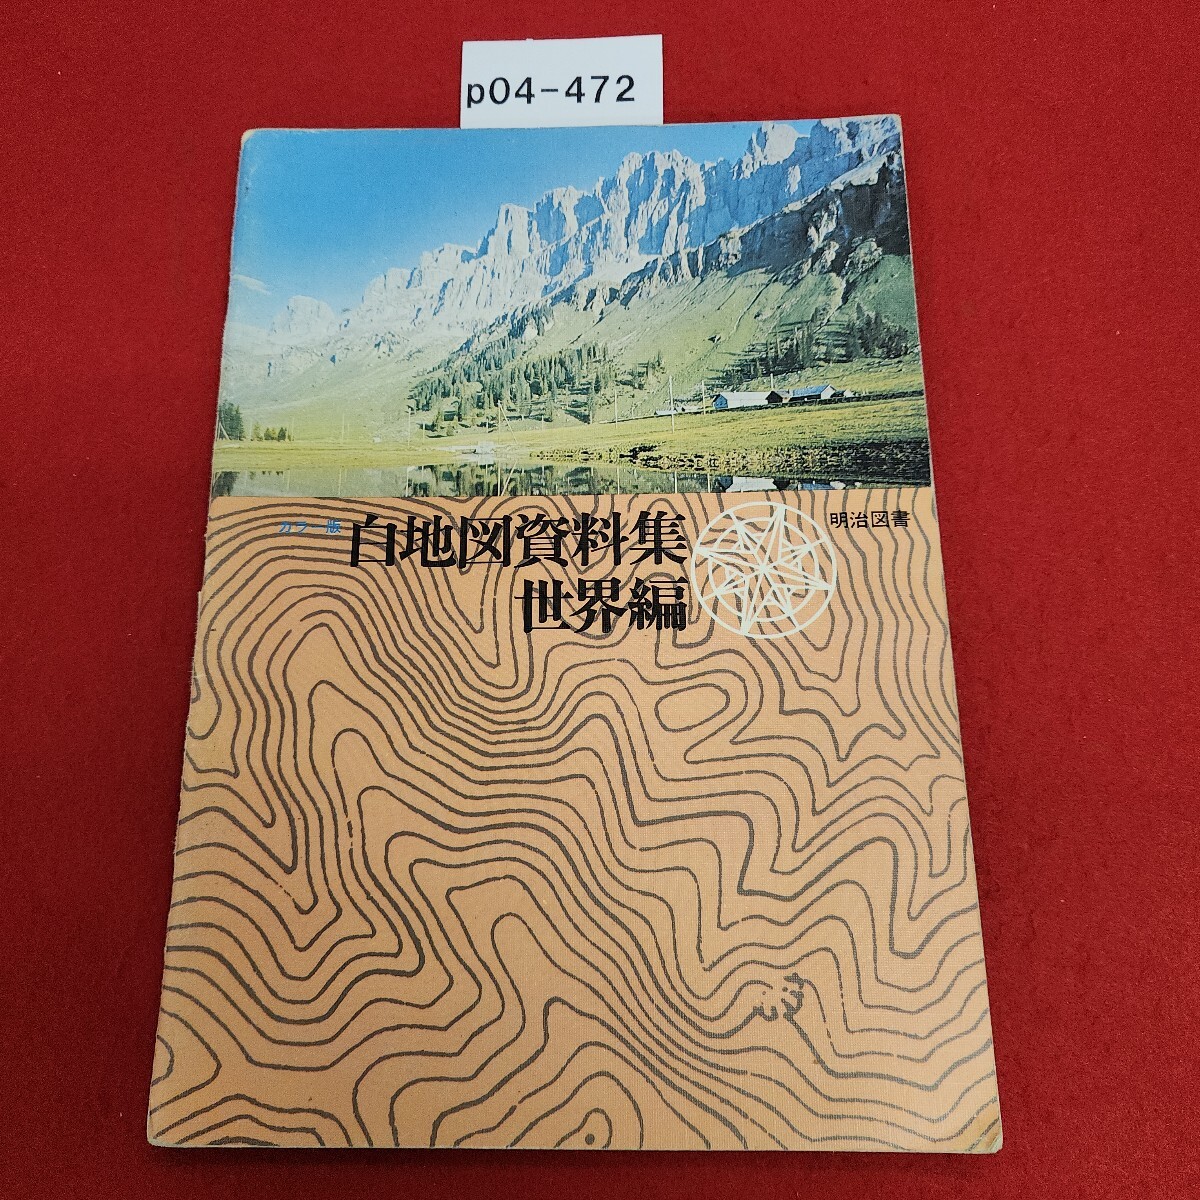 p04-472
カラー版 白地図資料集
世界編
明治図書